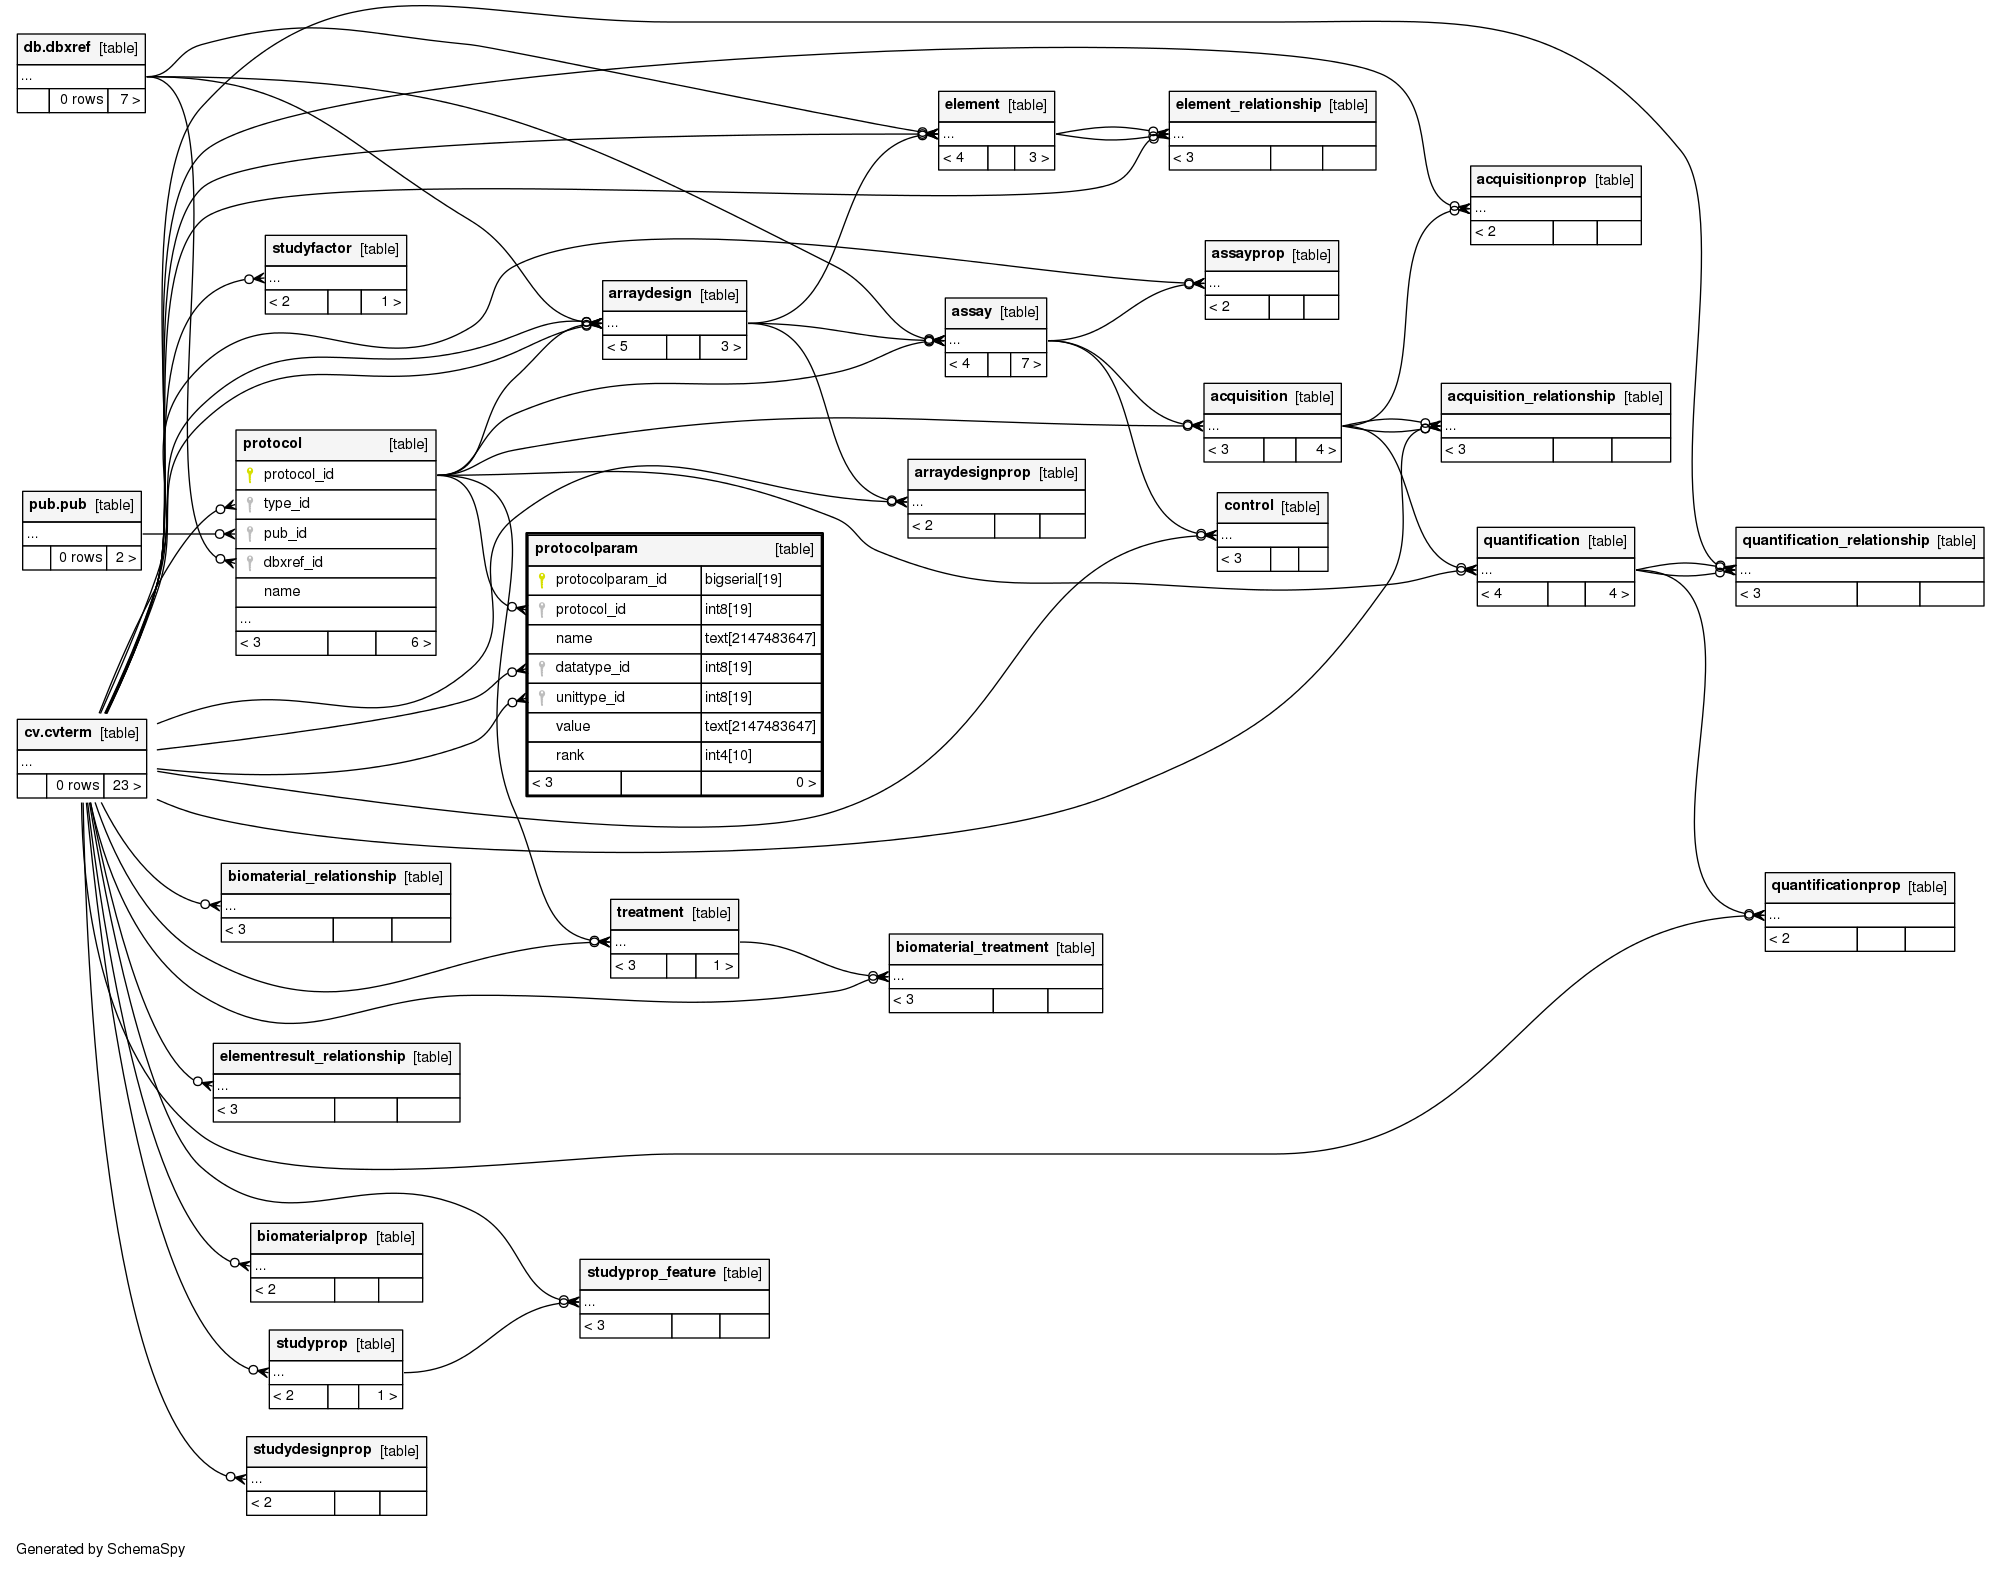 db.dbxref [table]
...
0 rows 7 >
element [table]
...
< 4 3 >
element_relationship [table]
...
< 3
acquisitionprop [table]
...
< 2
studyfactor [table]
...
< 2 1 >
assayprop [table]
...
< 2
arraydesign [table]
...
< 5 3 >
assay [table]
...
< 4 7 >
acquisition [table]
...
< 3 4 >
acquisition_relationship [table]
...
< 3
protocol [table]
protocol_id
type_id
pub_id
dbxref_id
name
...
< 3 6 >
arraydesignprop [table]
...
< 2
pub.pub [table]
...
0 rows 2 >
control [table]
...
< 3
protocolparam [table]
protocolparam_id bigserial[19]
protocol_id int8[19]
name text[2147483647]
datatype_id int8[19]
unittype_id int8[19]
value text[2147483647]
rank int4[10]
< 3 0 >
quantification [table]
...
< 4 4 >
quantification_relationship [table]
...
< 3
cv.cvterm [table]
...
0 rows 23 >
biomaterial_relationship [table]
...
< 3
treatment [table]
...
< 3 1 >
quantificationprop [table]
...
< 2
biomaterial_treatment [table]
...
< 3
elementresult_relationship [table]
...
< 3
biomaterialprop [table]
...
< 2
studyprop_feature [table]
...
< 3
studyprop [table]
...
< 2 1 >
studydesignprop [table]
...
< 2
Generated by SchemaSpy